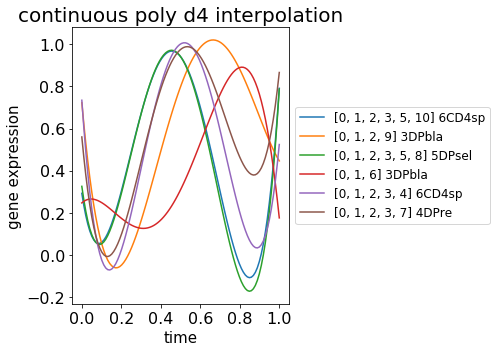 continuous poly d4 interpolation
gene expression
1.0
0.8
0.6
0.4
0.2
0.0
−0.2
0.0 0.2 0.4 0.6 0.8 1.0
time
[0, 1, 2, 3, 5, 10] 6CD4sp
[0, 1, 2, 9] 3DPbla
[0, 1, 2, 3, 5, 8] 5DPsel
[0, 1, 6] 3DPbla
[0, 1, 2, 3, 4] 6CD4sp
[0, 1, 2, 3, 7] 4DPre